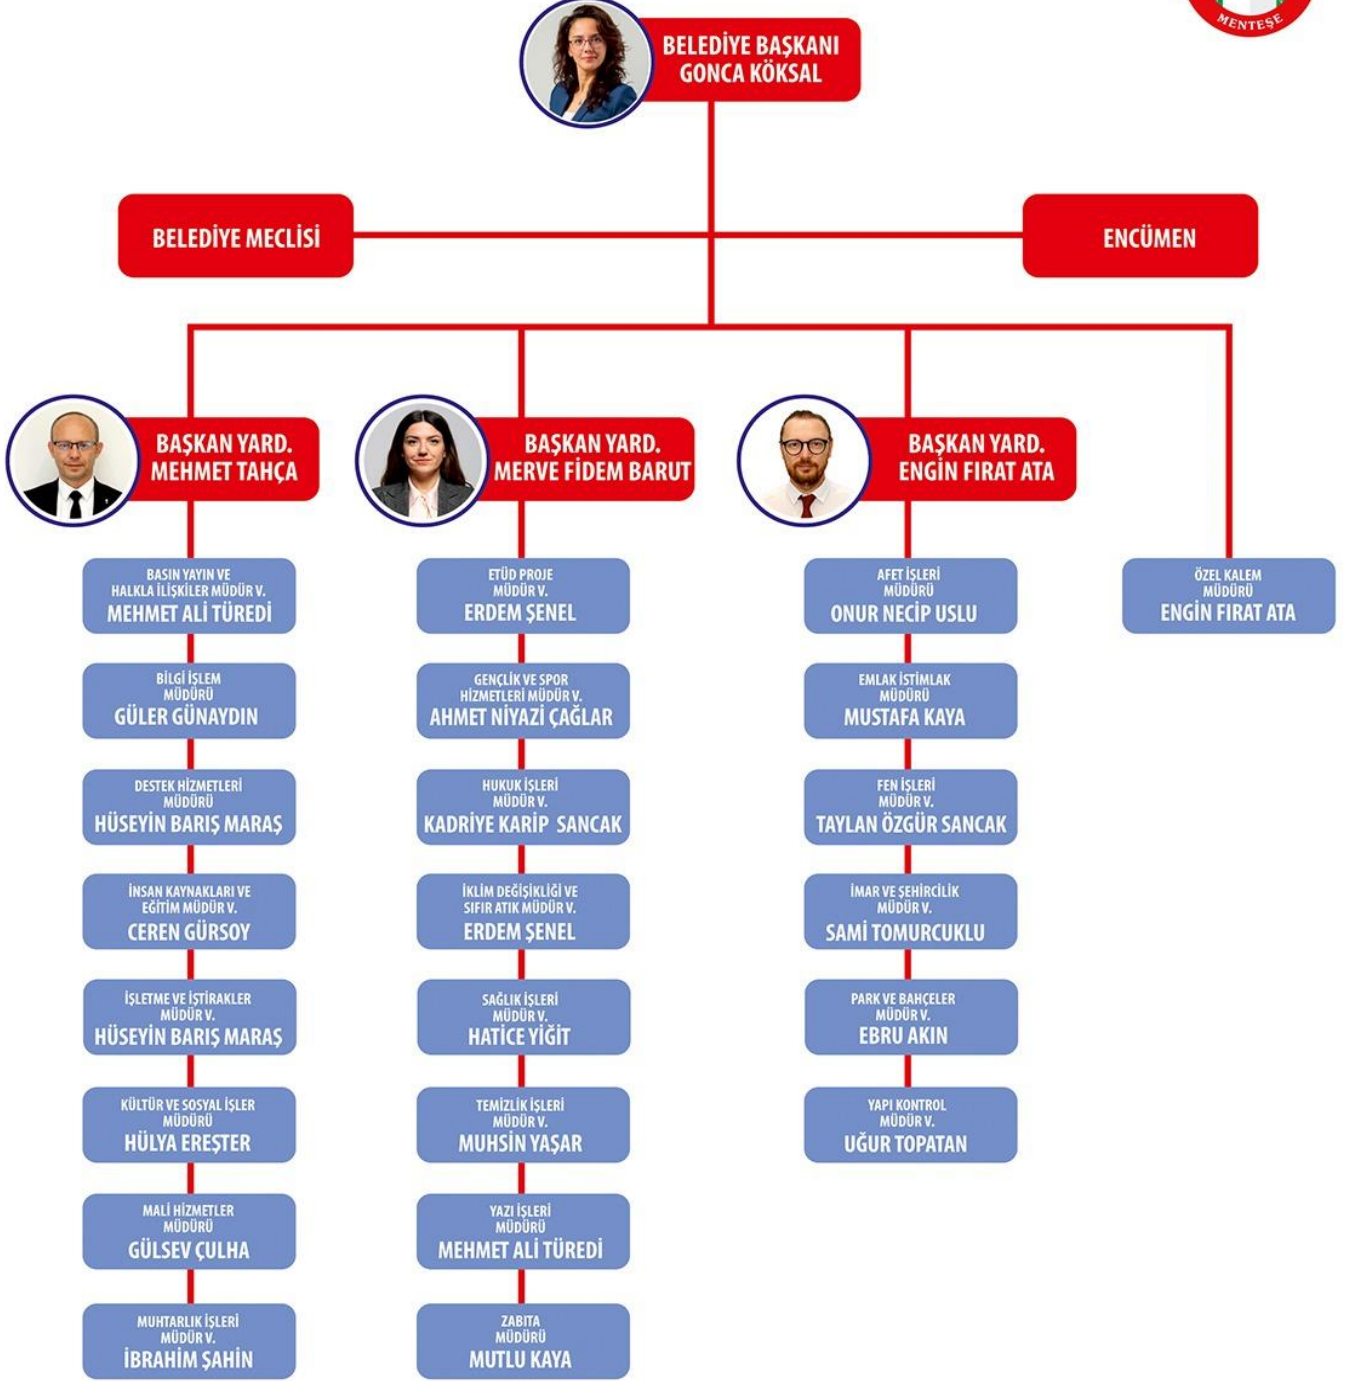 MENTEŞE
BELEDİYE BAŞKANI
GONCA KÖKSAL
BELEDİYE MECLİSİ
ENCÜMEN
BAŞKAN YARD.
MEHMET TAHÇA
BAŞKAN YARD.
MERVE FİDEM BARUT
BAŞKAN YARD.
ENGİN FIRAT ATA
BASIN YAYIN VE
HALKLA İLİŞKİLER MÜDÜR V.
MEHMET ALİ TÜREDİ
BİLGİ İŞLEM
MÜDÜRÜ
GÜLER GÜNAYDIN
DESTEK HİZMETLERİ
MÜDÜRÜ
HÜSEYİN BARIŞ MARAŞ
İNSAN KAYNAKLARI VE
EĞİTİM MÜDÜR V.
CEREN GÜRSOY
İŞLETME VE İŞTİRAKLER
MÜDÜR V.
HÜSEYİN BARIŞ MARAŞ
KÜLTÜR VE SOSYAL İŞLER
MÜDÜRÜ
HÜLYA EREŞTER
MALİ HİZMETLER
MÜDÜRÜ
GÜLSEV ÇULHA
MUHTARLIK İŞLERİ
MÜDÜR V.
İBRAHİM ŞAHİN
ETÜD PROJE
MÜDÜR V.
ERDEM ŞENEL
GENÇLİK VE SPOR
HİZMETLERİ MÜDÜR V.
AHMET NİYAZİ ÇAĞLAR
HUKUK İŞLERİ
MÜDÜR V.
KADRİYE KARİP SANCAK
İKLİM DEĞİŞİKLİĞİ VE
SIFIR ATIK MÜDÜR V.
ERDEM ŞENEL
SAĞLIK İŞLERİ
MÜDÜR V.
HATİCE YİĞİT
TEMİZLİK İŞLERİ
MÜDÜR V.
MUHSİN YAŞAR
YAZI İŞLERİ
MÜDÜRÜ
MEHMET ALİ TÜREDİ
ZABITA
MÜDÜRÜ
MUTLU KAYA
AFET İŞLERİ
MÜDÜRÜ
ONUR NECİP USLU
EMLAK İSTİMLAK
MÜDÜRÜ
MUSTAFA KAYA
FEN İŞLERİ
MÜDÜR V.
TAYLAN ÖZGÜR SANCAK
İMAR VE ŞEHİRCİLİK
MÜDÜR V.
SAMİ TOMURCUKLU
PARK VE BAHÇELER
MÜDÜR V.
EBRU AKIN
YAPI KONTROL
MÜDÜR V.
UĞUR TOPATAN
ÖZEL KALEM
MÜDÜRÜ
ENGİN FIRAT ATA